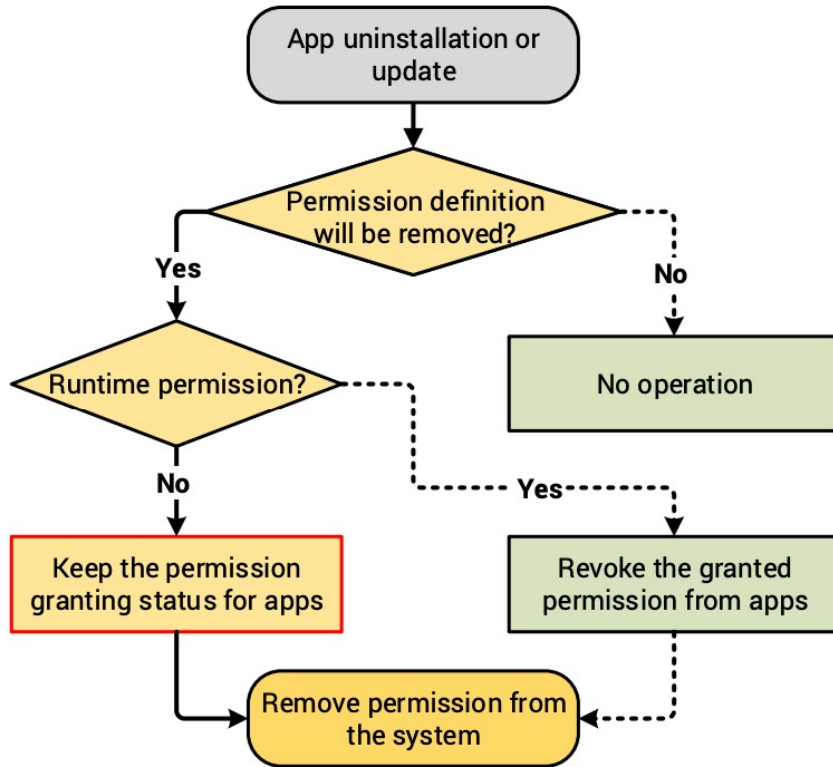 App uninstallation or
update
Permission definition
will be removed?
Yes
No
Runtime permission?
No operation
No
Yes
Keep the permission
granting status for apps
Revoke the granted
permission from apps
Remove permission from
the system